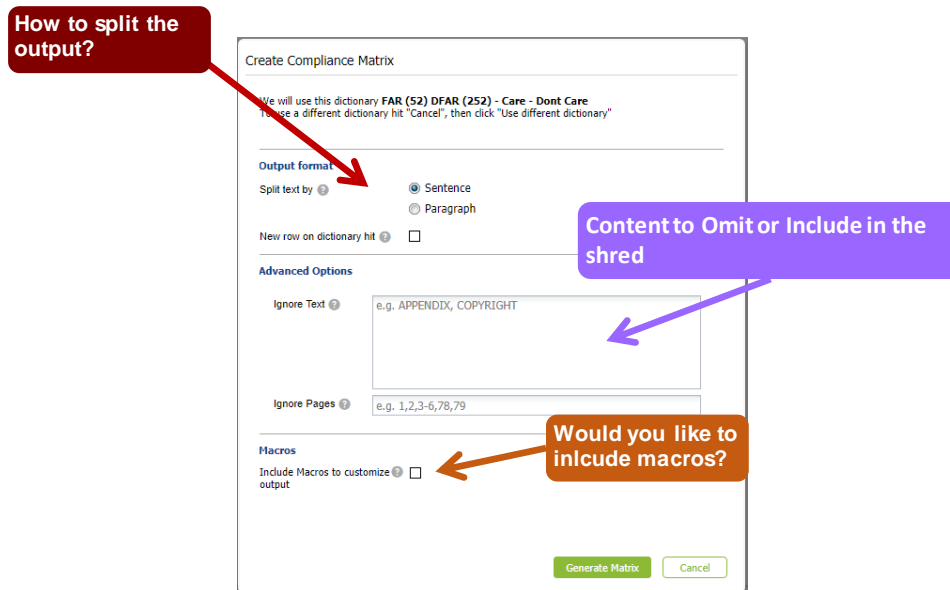 How to split the
output?
Create Compliance Matrix
We will use this dictionary FAR (52) DFAR (252) - Care - Dont Care
To use a different dictionary hit "Cancel", then click "Use different dictionary"
Output format
Split text by ?
Sentence
Paragraph
New row on dictionary hit ?
Content to Omit or Include in the
shred
Advanced Options
Ignore Text ?
e.g. APPENDIX, COPYRIGHT
Ignore Pages ?
e.g. 1,2,3-6,78,79
Would you like to
inlcude macros?
Macros
Include Macros to customize ?
output
Generate Matrix
Cancel